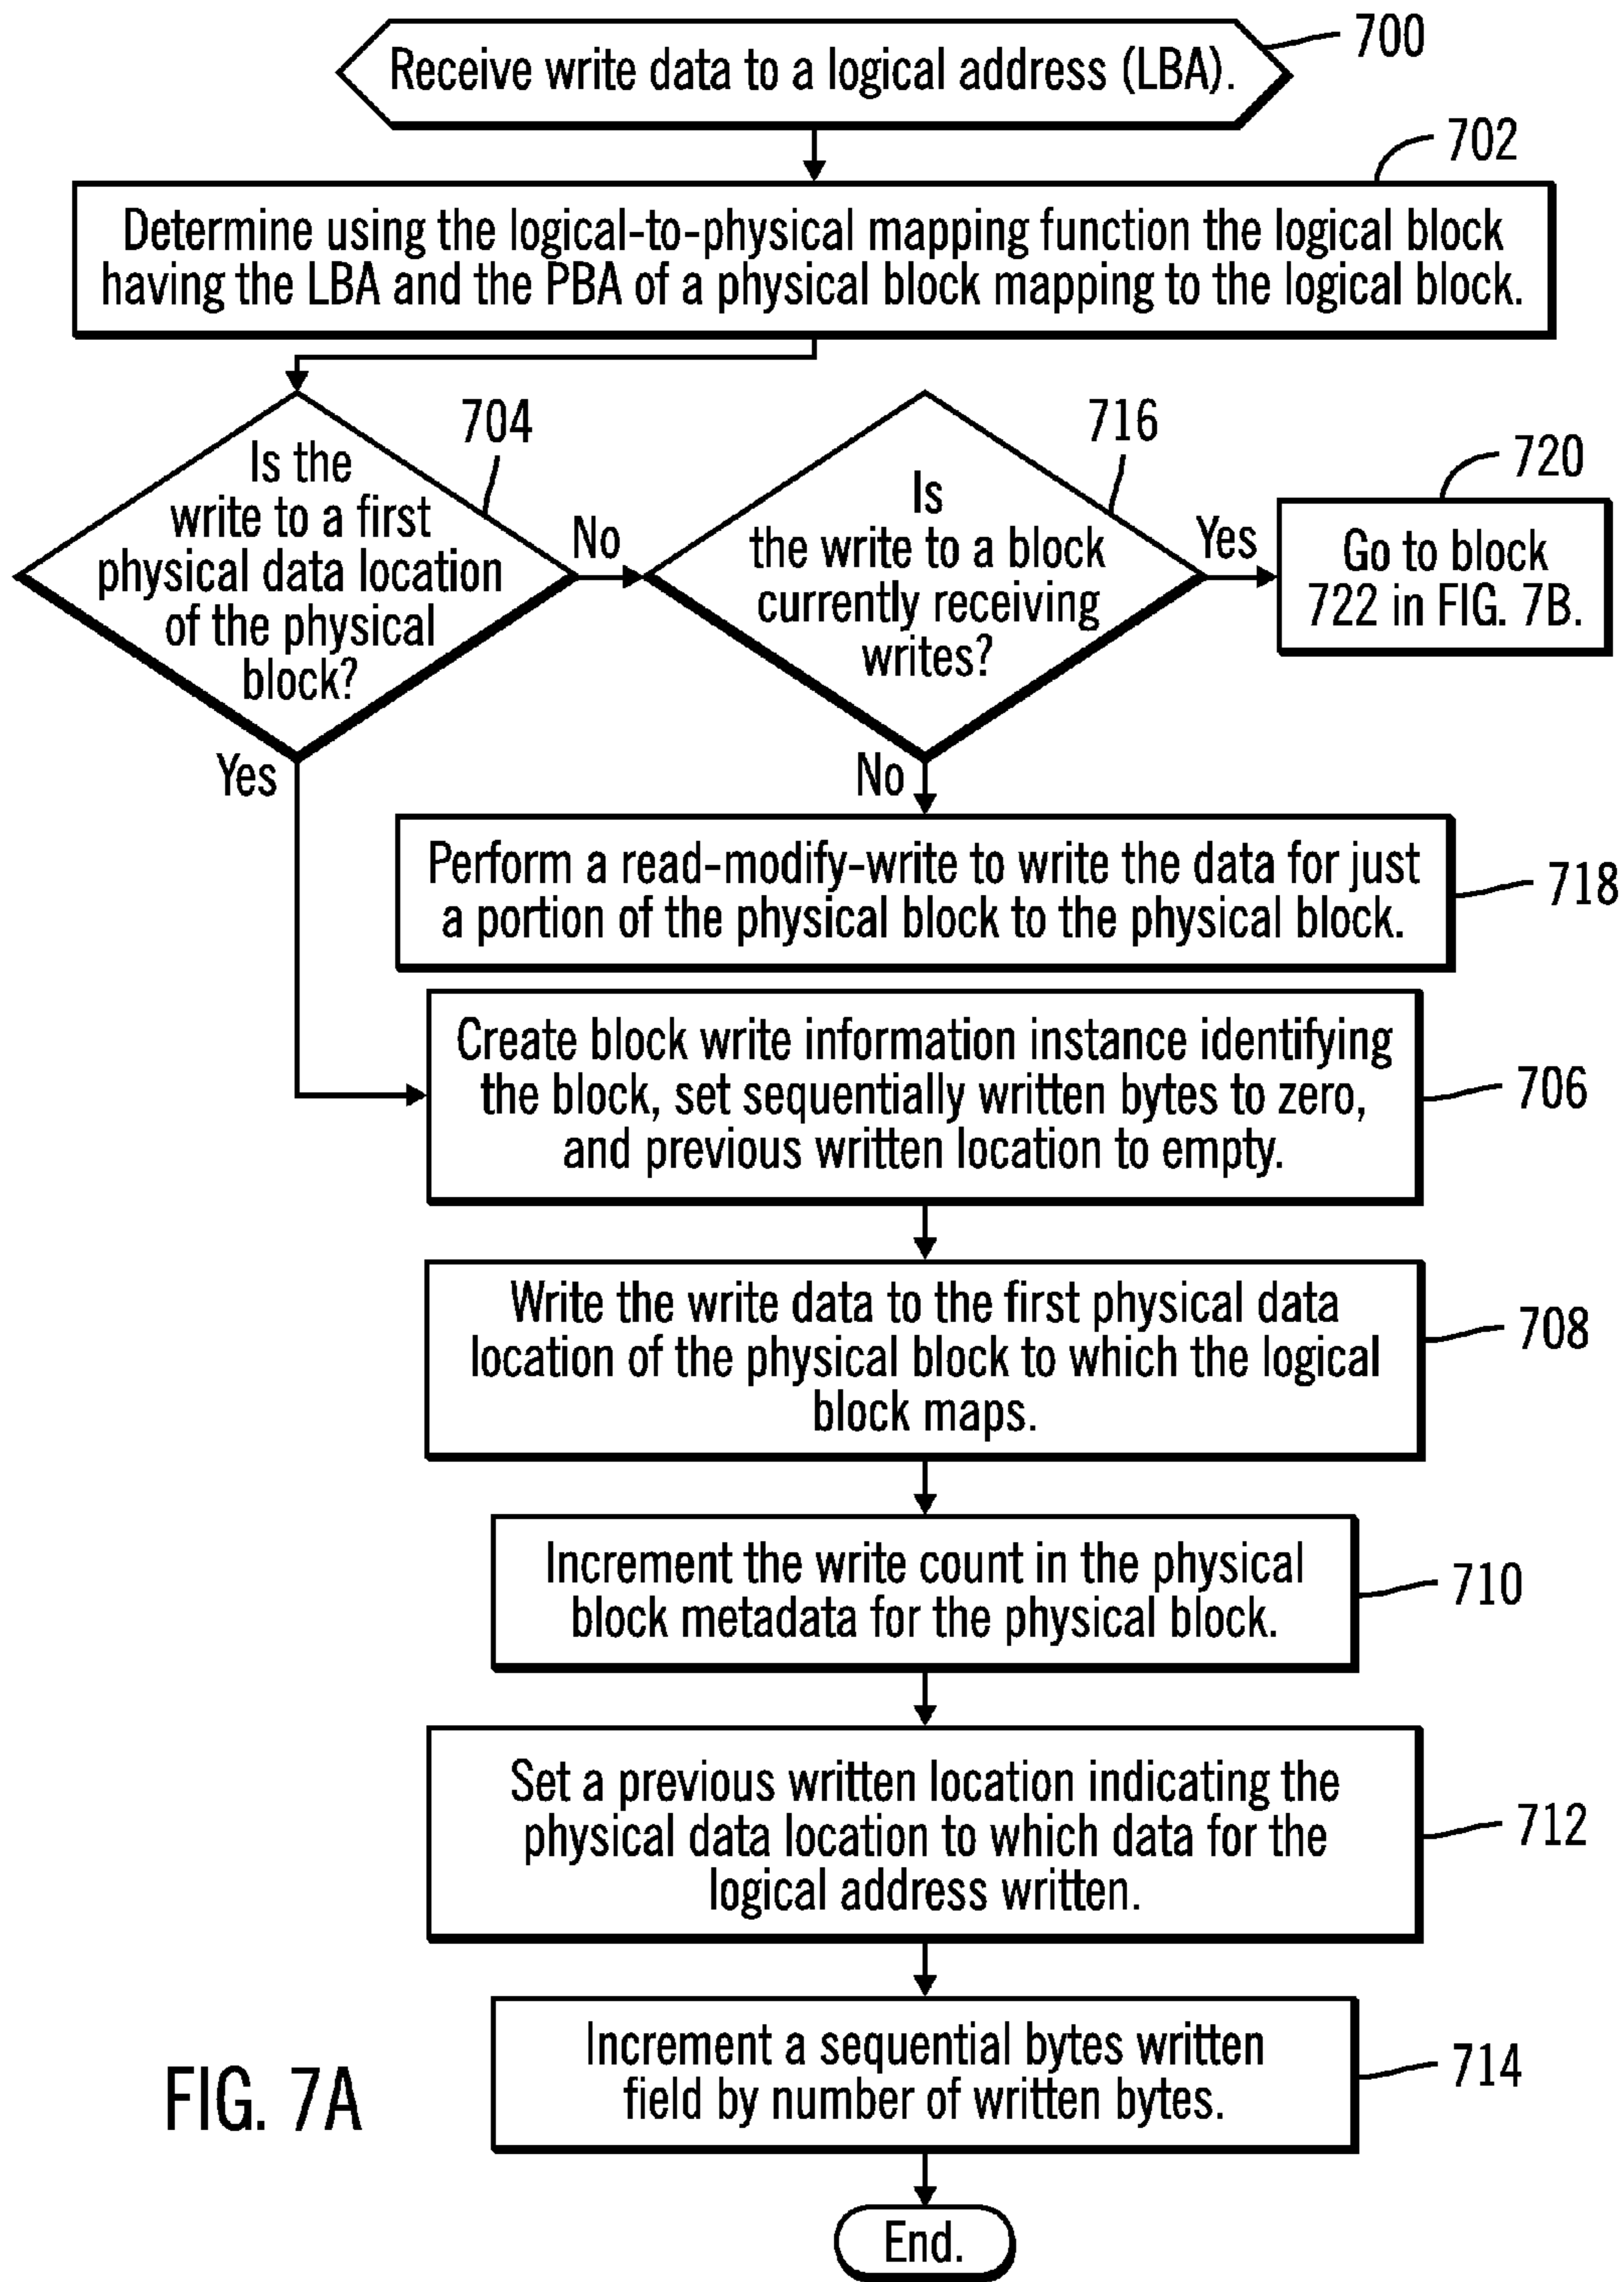 Receive write data to a logical address (LBA).
700
702
Determine using the logical-to-physical mapping function the logical block
having the LBA and the PBA of a physical block mapping to the logical block.
704
Is the
write to a first
physical data location
of the physical
block?
No
Yes
716
Is
the write to a block
currently receiving
writes?
Yes
No
720
Go to block
722 in FIG. 7B.
Perform a read-modify-write to write the data for just
a portion of the physical block to the physical block.
718
Create block write information instance identifying
the block, set sequentially written bytes to zero,
and previous written location to empty.
706
Write the write data to the first physical data
location of the physical block to which the logical
block maps.
708
Increment the write count in the physical
block metadata for the physical block.
710
Set a previous written location indicating the
physical data location to which data for the
logical address written.
712
Increment a sequential bytes written
field by number of written bytes.
714
FIG. 7A
End.